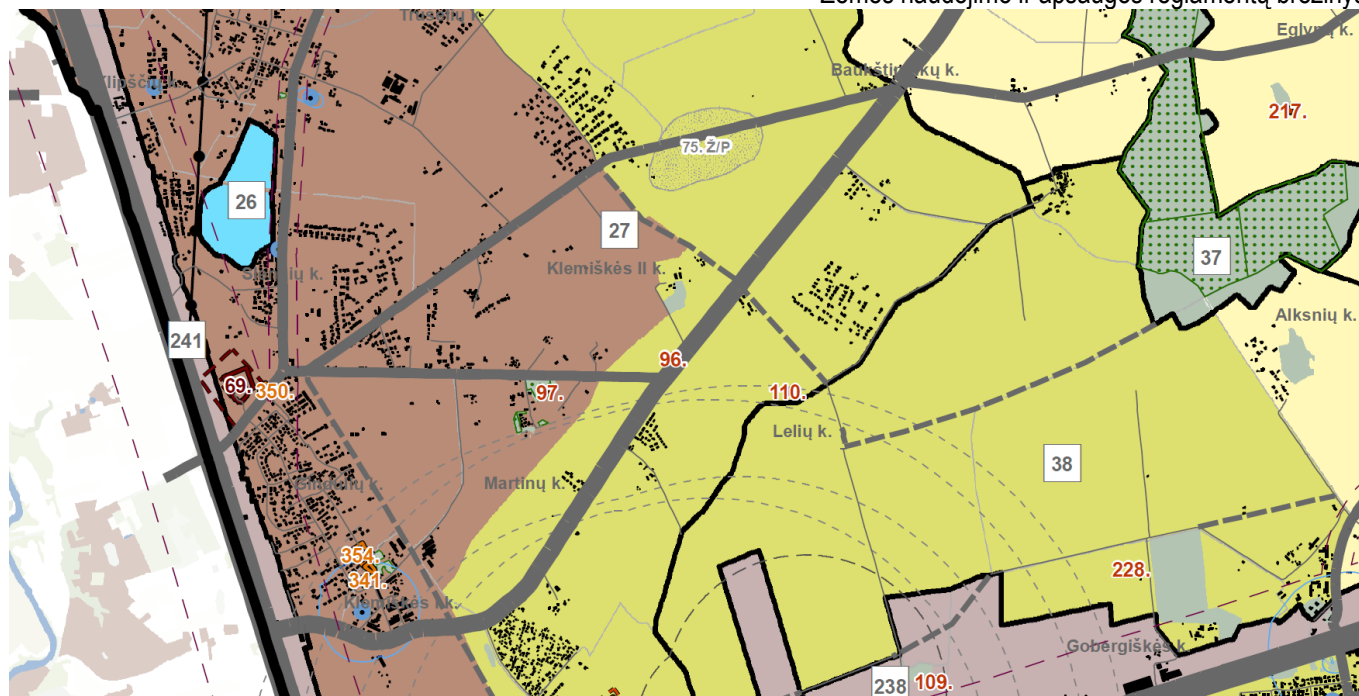 Žemės naudojimo ir apsaugos reglamentų brėžinys
Eglynų k.
217.
75. Ž/P
26
27
Klemiškės II k.
37
Alksnių k.
241
96.
69.
350.
97.
110.
Lelių k.
38
Martinų k.
354.
341.
228.
Gobergiškės k.
238
109.